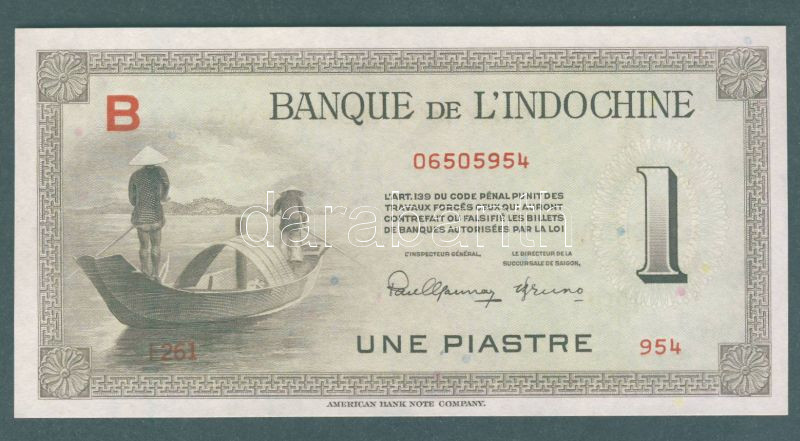 B
BANQUE DE L'INDOCHINE
06505954
L'ART. 139 DU CODE PÉNAL PUNIT DES
TRAVAUX FORCÉS CEUX QUI AURONT
CONTREFAIT OU FALSIFIÉ LES BILLETS
DE BANQUES AUTORISÉES PAR LA LOI
darabanth
L'INSPECTEUR GÉNÉRAL,
LE DIRECTEUR DE LA
SUCCURSALE DE SAIGON,
1
261
UNE PIASTRE
954
AMERICAN BANK NOTE COMPANY.